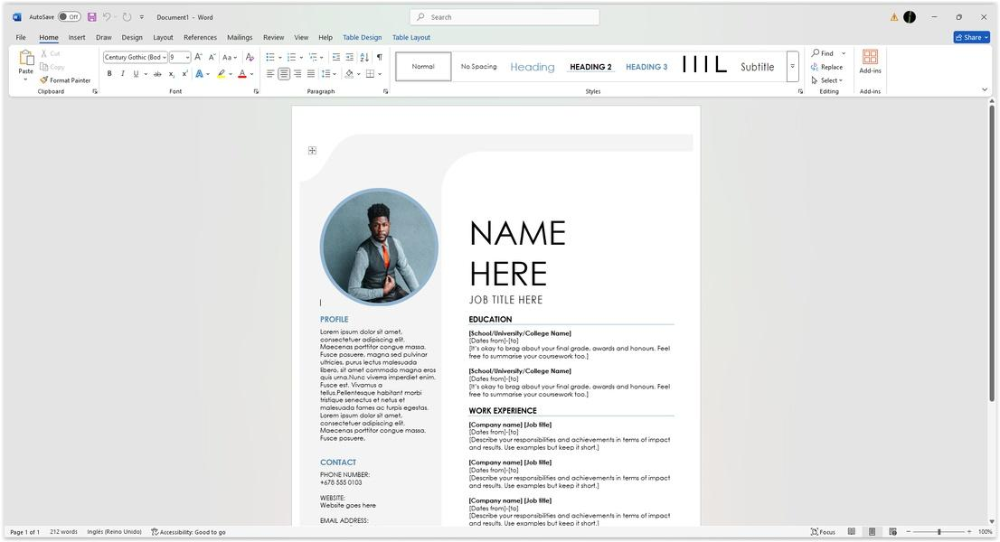 AutoSave Off Document1 - Word Search
File Home Insert Draw Design Layout References Mailings Review View Help Table Design Table Layout Share
Paste Cut Copy Format Painter
Century Gothic (Bod 9 A A Aa A
B I U ab x₂ x² A A
Normal No Spacing Heading HEADING 2 HEADING 3 Subtitle
Find Replace Select Add-ins
Clipboard Font Paragraph Styles Editing Add-ins
NAME
HERE
JOB TITLE HERE
PROFILE
Lorem ipsum dolor sit amet,
consectetuer adipiscing elit.
Maecenas porttitor congue massa.
Fusce posuere, magna sed pulvinar
ultricies, purus lectus malesuada
libero, sit amet commodo magna eros
quis urna.Nunc viverra imperdiet enim.
Fusce est. Vivamus a
tellus.Pellentesque habitant morbi
tristique senectus et netus et
malesuada fames ac turpis egestas.
Lorem ipsum dolor sit amet,
consectetuer adipiscing elit.
Maecenas porttitor congue massa.
Fusce posuere,
CONTACT
PHONE NUMBER:
+678 555 0103
WEBSITE:
Website goes here
EMAIL ADDRESS:
EDUCATION
[School/University/College Name]
[Dates from]-[to]
[It's okay to brag about your final grade, awards and honours. Feel
free to summarise your coursework too.]
[School/University/College Name]
[Dates from]-[to]
[It's okay to brag about your final grade, awards and honours. Feel
free to summarise your coursework too.]
WORK EXPERIENCE
[Company name] [Job title]
[Dates from]-[to]
[Describe your responsibilities and achievements in terms of impact
and results. Use examples but keep it short.]
[Company name] [Job title]
[Dates from]-[to]
[Describe your responsibilities and achievements in terms of impact
and results. Use examples but keep it short.]
[Company name] [Job title]
[Dates from]-[to]
[Describe your responsibilities and achievements in terms of impact
and results. Use examples but keep it short.]
Page 1 of 1 212 words Inglés (Reino Unido) Accessibility: Good to go Focus 100%